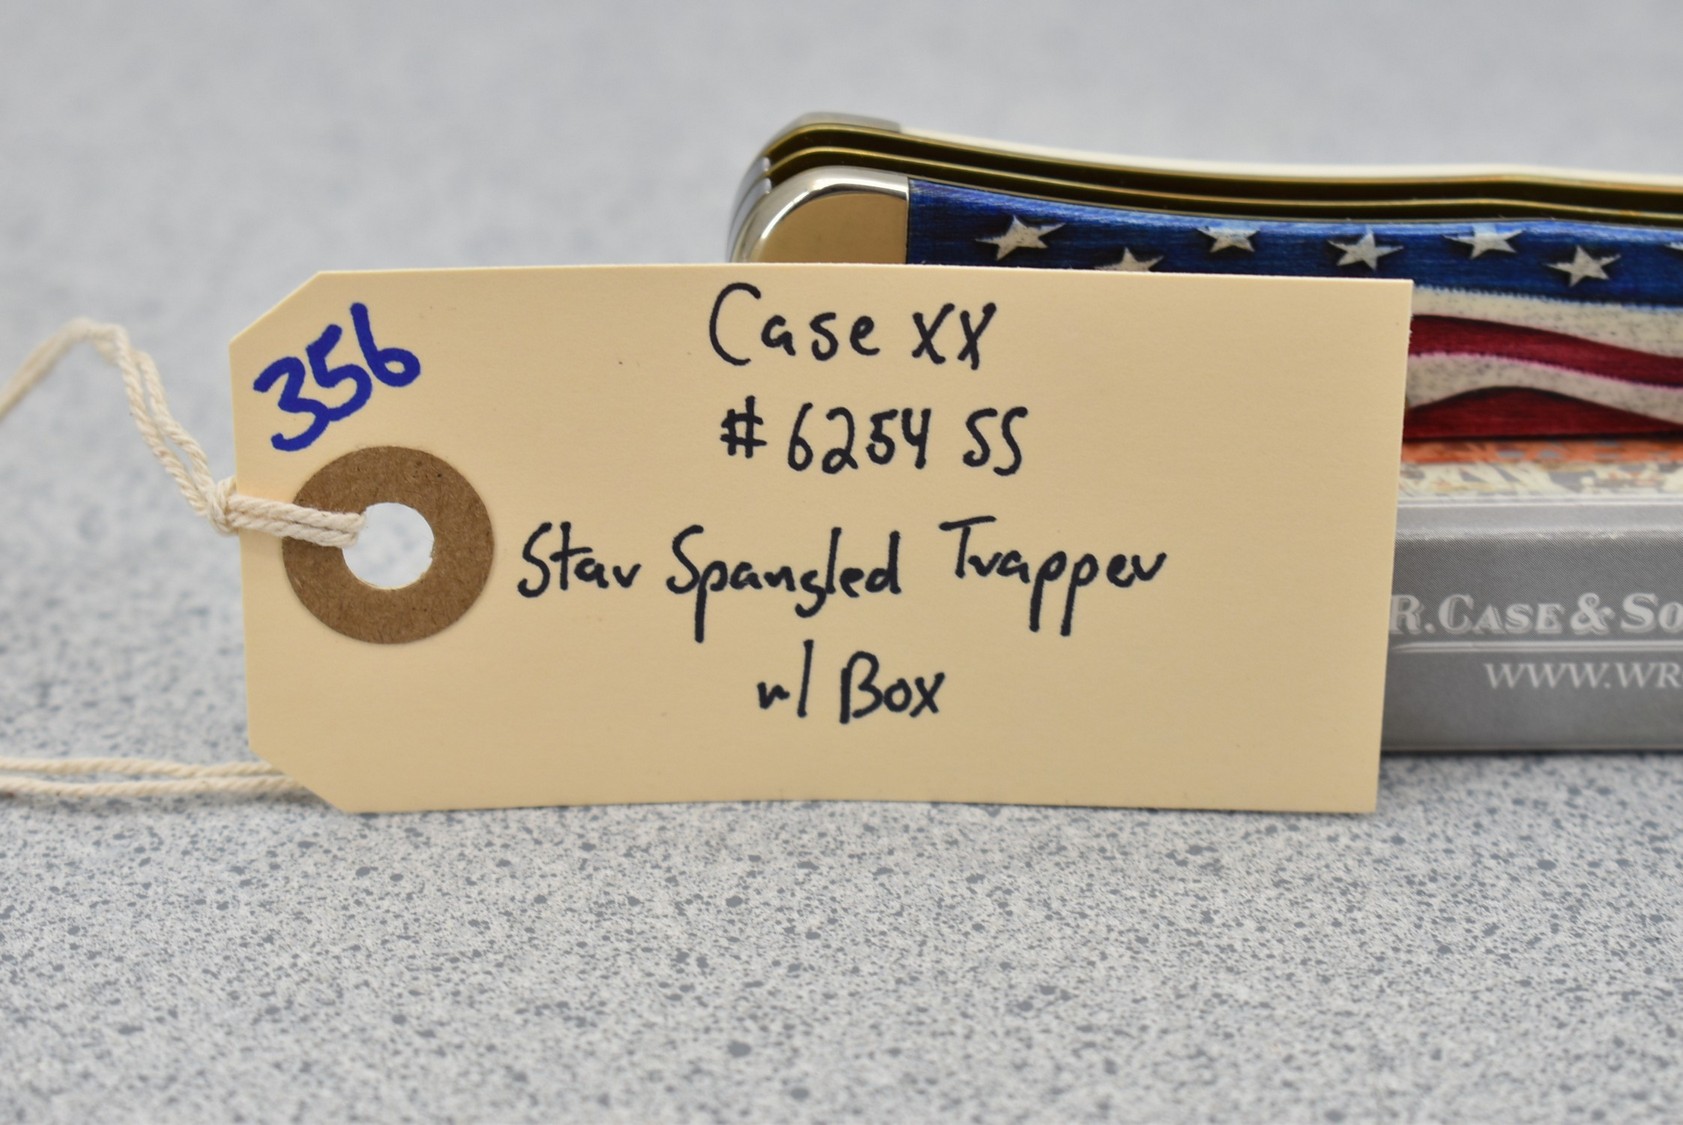 356
Case XX
#6254 SS
Star Spangled Trapper
w/ Box
R. CASE & SO
WWW.WR